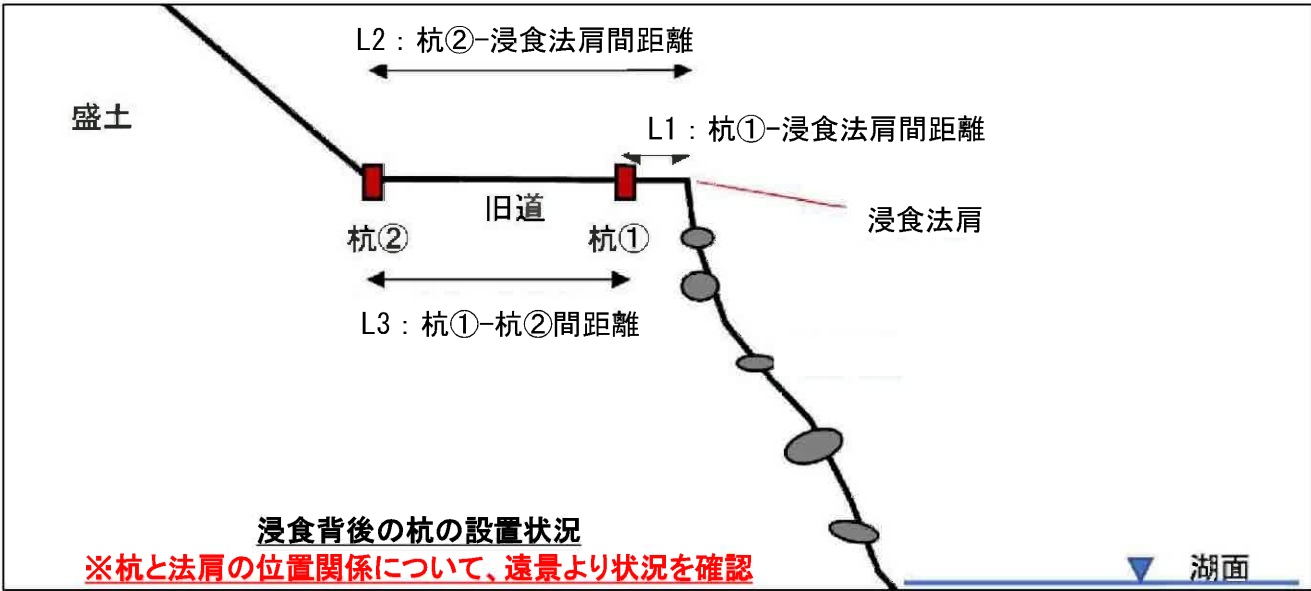 L2：杭②-浸食法肩間距離
盛土
L1：杭①-浸食法肩間距離
旧道
浸食法肩
杭②
杭①
L3：杭①-杭②間距離
浸食背後の杭の設置状況
※杭と法肩の位置関係について、遠景より状況を確認
湖面